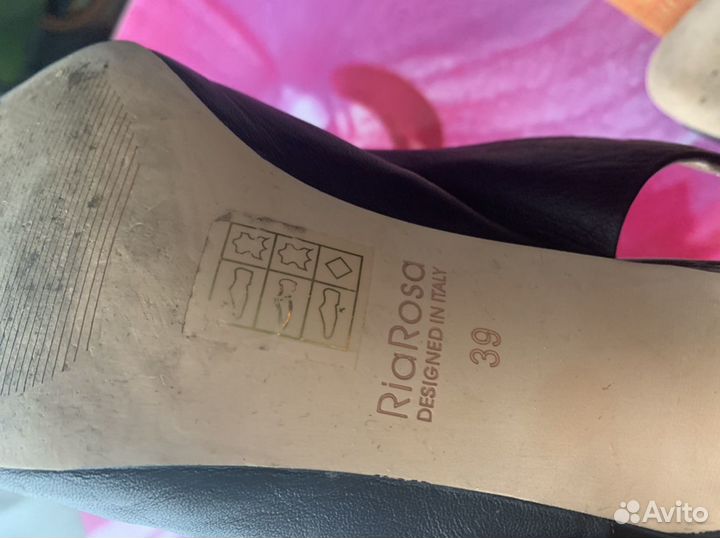 RiaRosa
DESIGNED IN ITALY
39
Avito